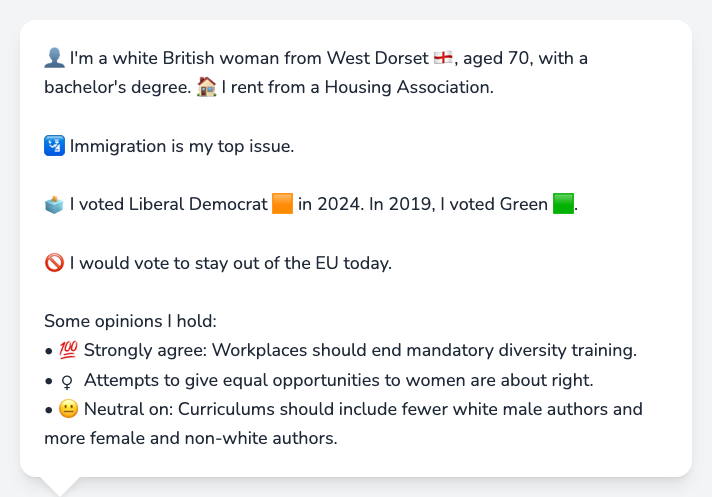 👤 I'm a white British woman from West Dorset 🏴󠁧󠁢󠁥󠁮󠁧󠁿, aged 70, with a
bachelor's degree. 🏠 I rent from a Housing Association.
🛂 Immigration is my top issue.
🗳️ I voted Liberal Democrat 🟧 in 2024. In 2019, I voted Green 🟩.
🚫 I would vote to stay out of the EU today.
Some opinions I hold:
• 💯 Strongly agree: Workplaces should end mandatory diversity training.
• ♀ Attempts to give equal opportunities to women are about right.
• 😐 Neutral on: Curriculums should include fewer white male authors and
more female and non-white authors.